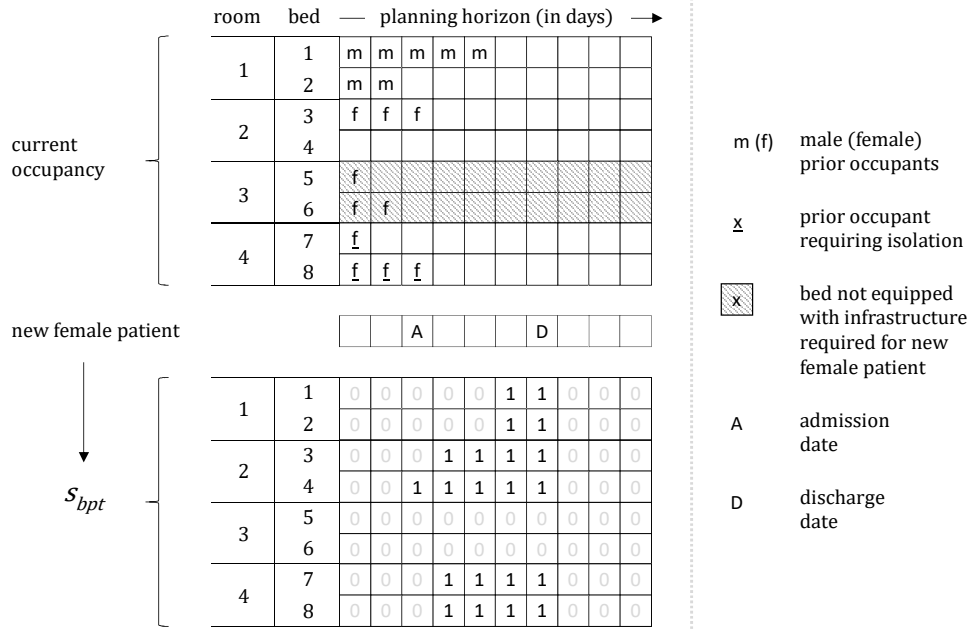 room bed — planning horizon (in days) →
1 1 m m m m m
2 m m
2 3 f f f
4
3 5 f
6 f f
4 7 f
8 f f f
current
occupancy
new female patient A D
1 1 0 0 0 0 0 1 1 0 0 0
2 0 0 0 0 0 1 1 0 0 0
2 3 0 0 0 1 1 1 1 0 0 0
4 0 0 1 1 1 1 1 0 0 0
3 5 0 0 0 0 0 0 0 0 0 0
6 0 0 0 0 0 0 0 0 0 0
4 7 0 0 0 1 1 1 1 0 0 0
8 0 0 0 1 1 1 1 0 0 0
s_bpt
m (f) male (female)
prior occupants
x prior occupant
requiring isolation
x bed not equipped
with infrastructure
required for new
female patient
A admission
date
D discharge
date